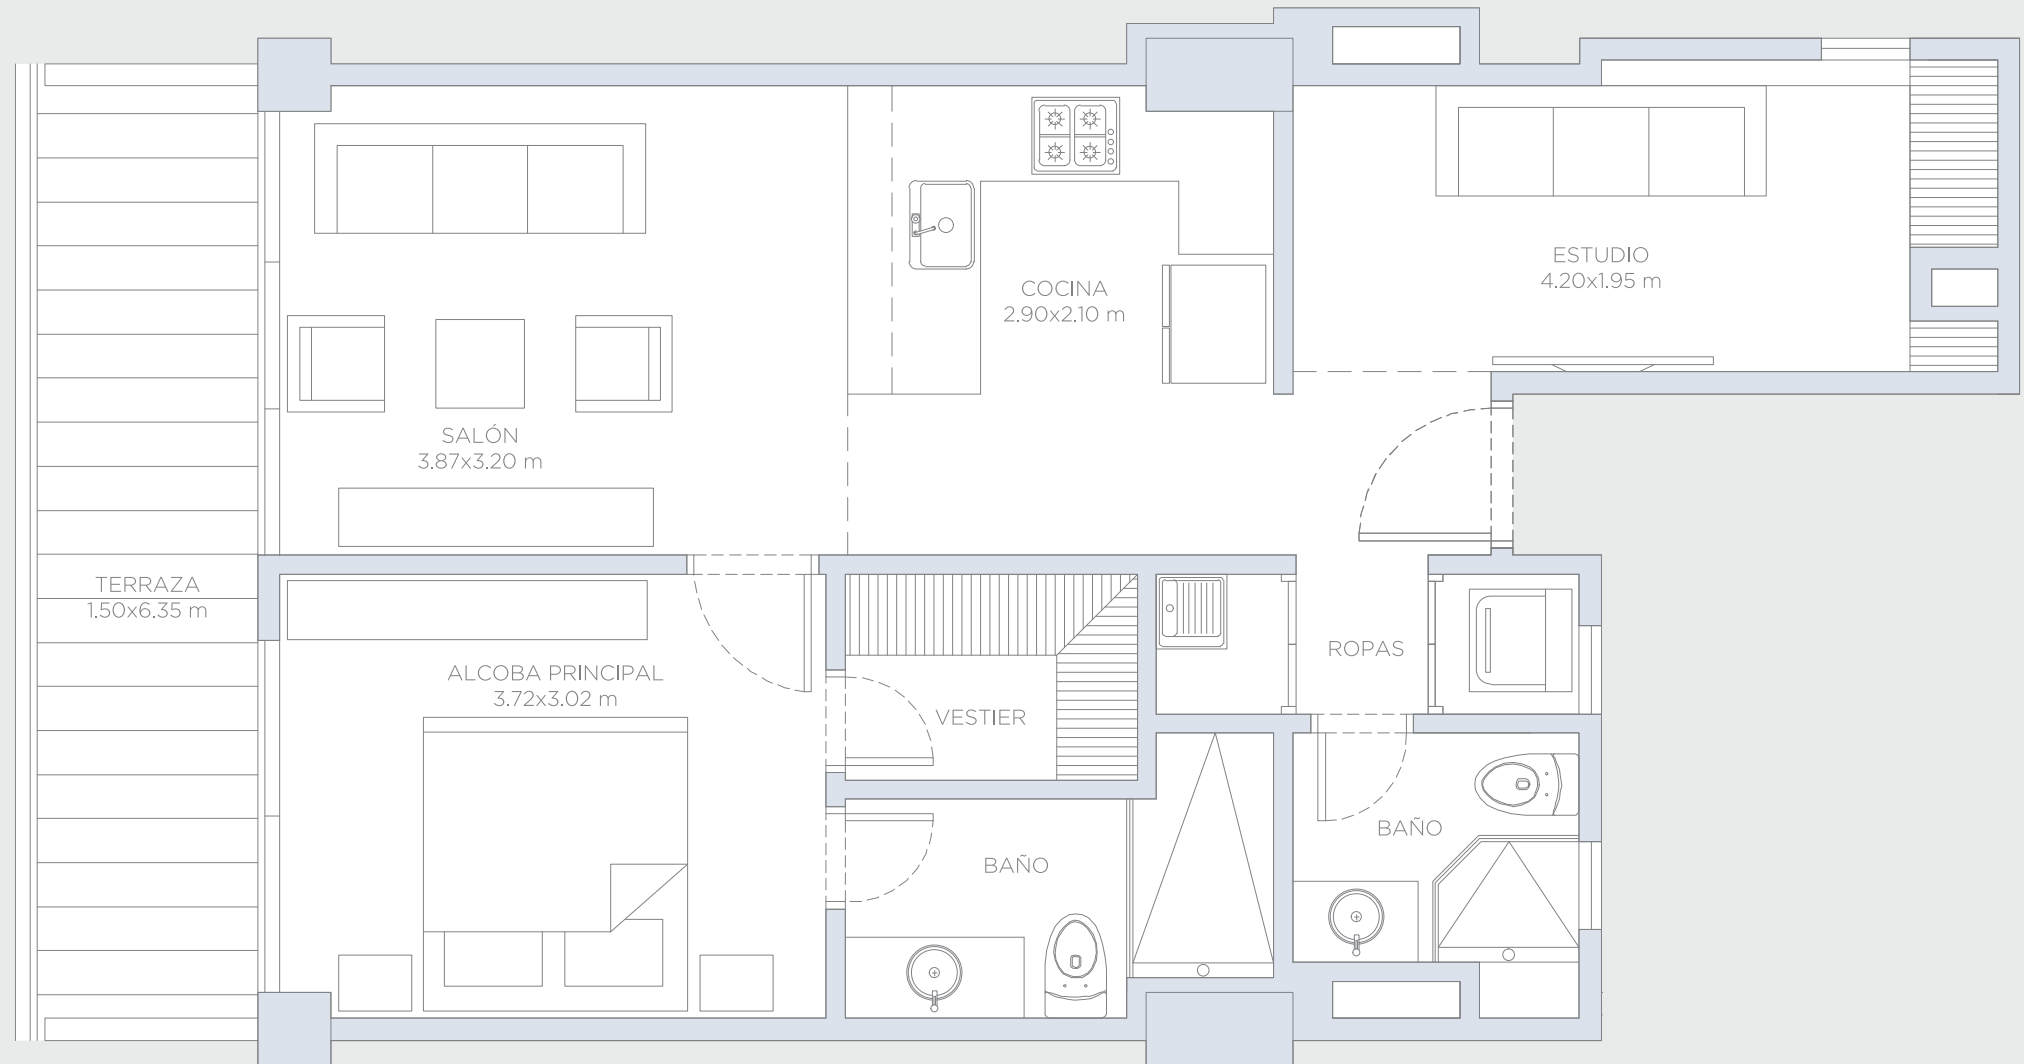 ESTUDIO
4.20x1.95 m
COCINA
2.90x2.10 m
SALÓN
3.87x3.20 m
TERRAZA
1.50x6.35 m
ROPAS
ALCOBA PRINCIPAL
3.72x3.02 m
VESTIER
BAÑO
BAÑO